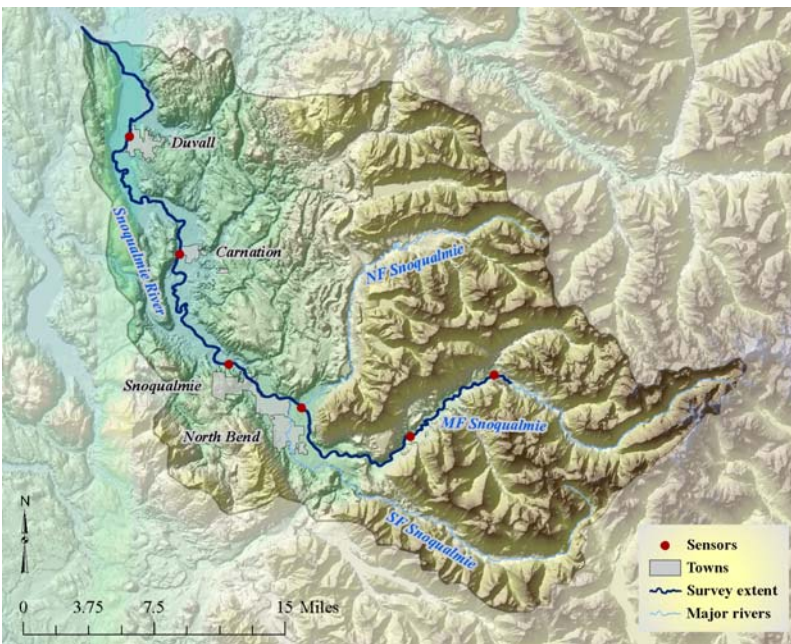 Duvall
Carnation
Snoqualmie River
NF Snoqualmie
Snoqualmie
MF Snoqualmie
North Bend
SF Snoqualmie
N
0 3.75 7.5 15 Miles
Sensors
Towns
Survey extent
Major rivers